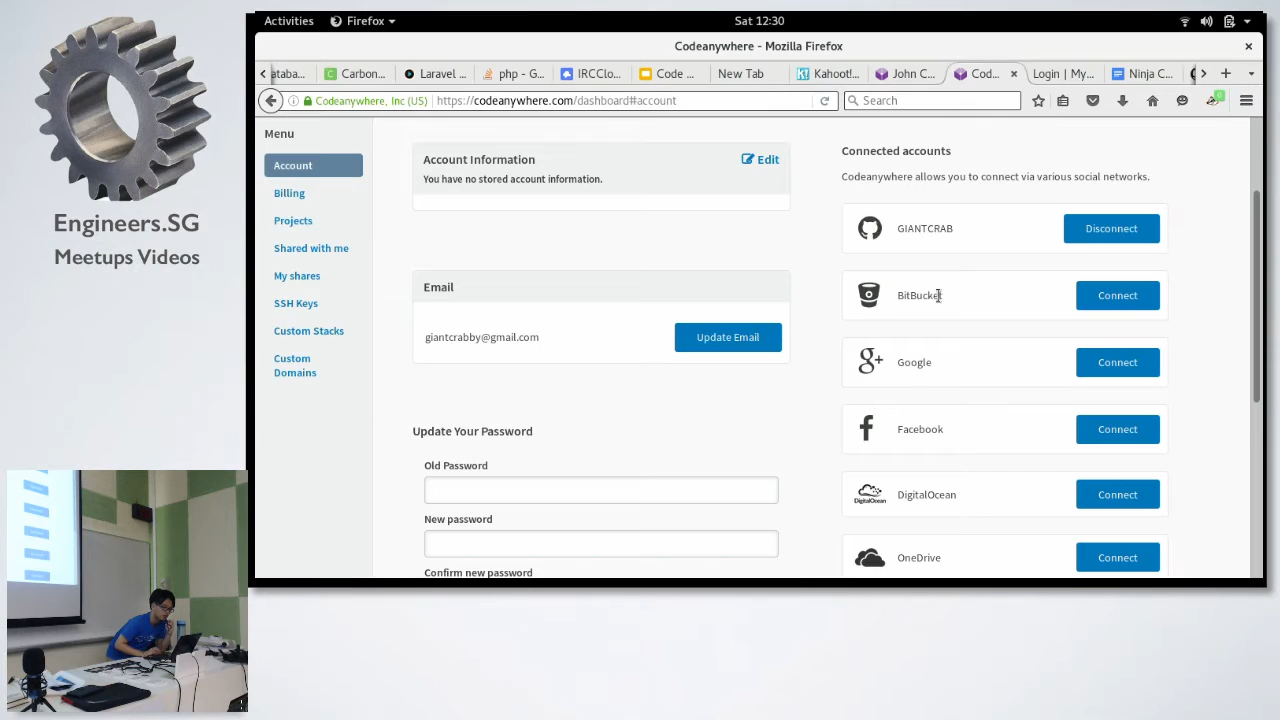 Activities
Firefox
Sat 12:30
Codeanywhere - Mozilla Firefox
ataba...
Carbon...
Laravel ...
php - G...
IRCClo...
Code ...
New Tab
Kahoot!...
John C...
Cod...
Login | My...
Ninja C...
Codeanywhere, Inc (US)
https://codeanywhere.com/dashboard#account
Search
0
Engineers.SG
Meetups Videos
Menu
Account
Billing
Projects
Shared with me
My shares
SSH Keys
Custom Stacks
Custom
Domains
Account Information
Edit
You have no stored account information.
Email
giantcrabby@gmail.com
Update Email
Update Your Password
Old Password
New password
Confirm new password
Connected accounts
Codeanywhere allows you to connect via various social networks.
GIANTCRAB
Disconnect
BitBucket
Connect
g+
Google
Connect
Facebook
Connect
DigitalOcean
DigitalOcean
Connect
OneDrive
Connect